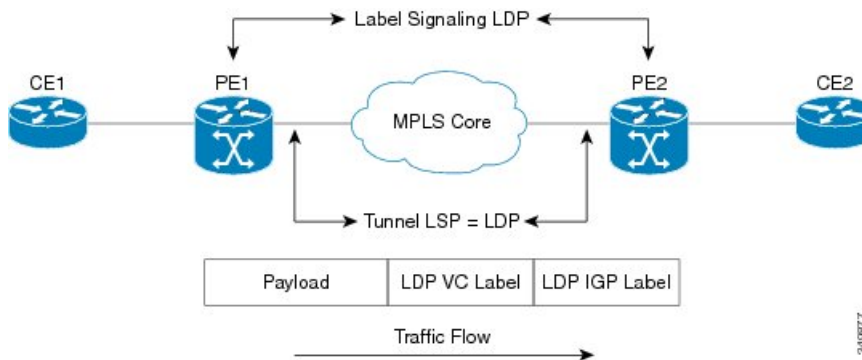 Label Signaling LDP
CE1
PE1
PE2
CE2
MPLS Core
Tunnel LSP = LDP
Payload
LDP VC Label
LDP IGP Label
Traffic Flow